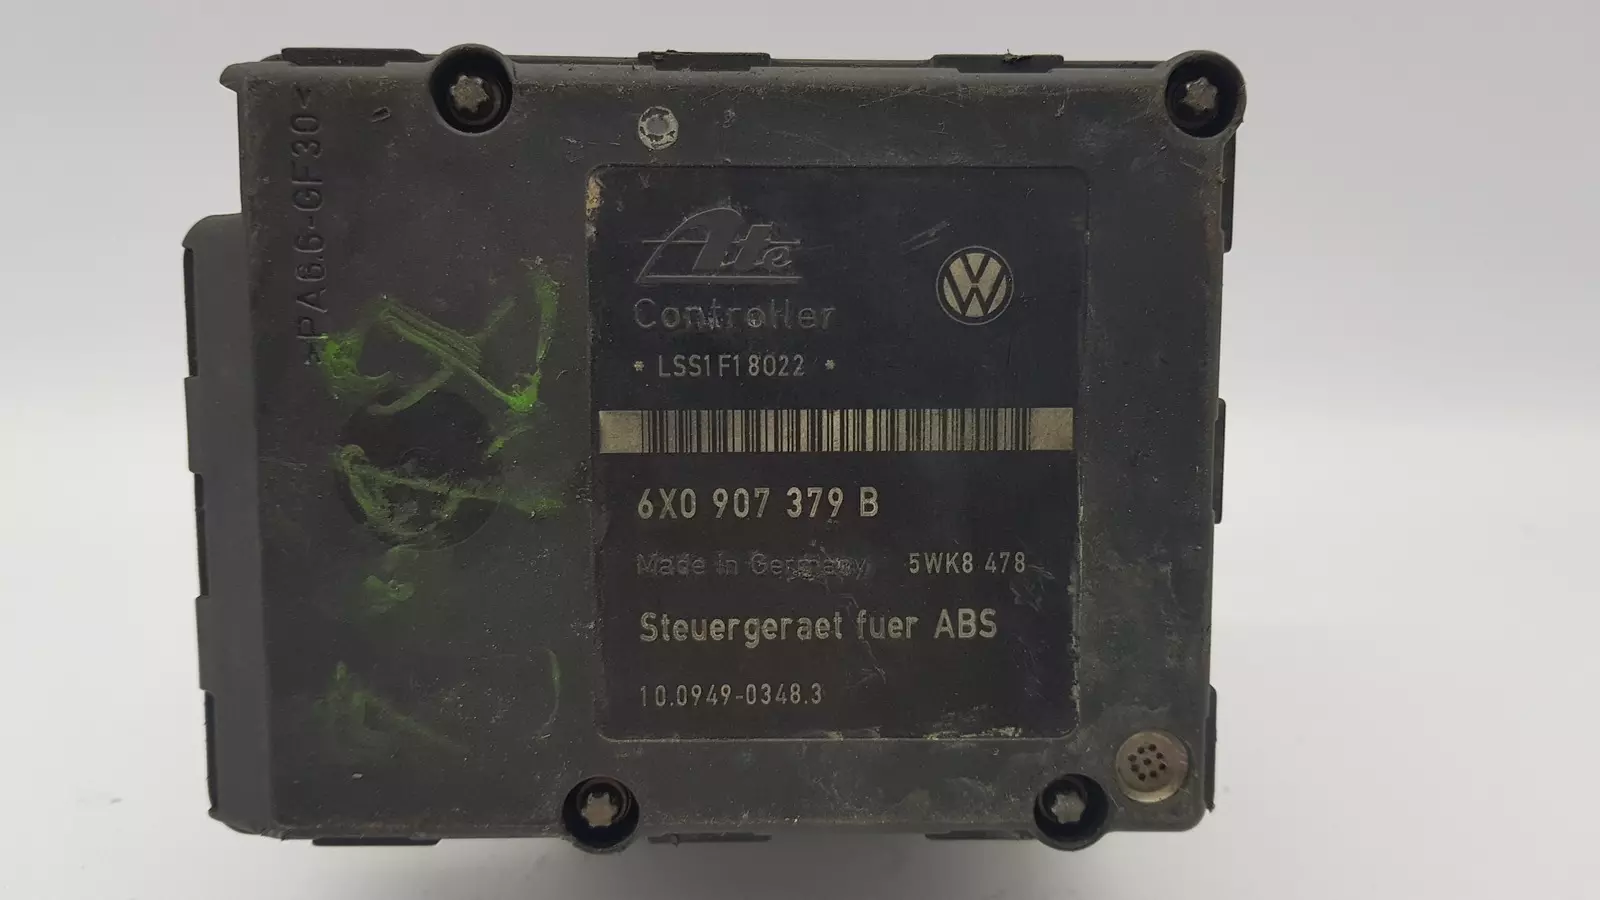 >PA6.6-GF30<
Ate
Controller
VW
* LSS1F18022 *
6X0 907 379 B
Made in Germany 5WK8 478
Steuergeraet fuer ABS
10.0949-0348.3